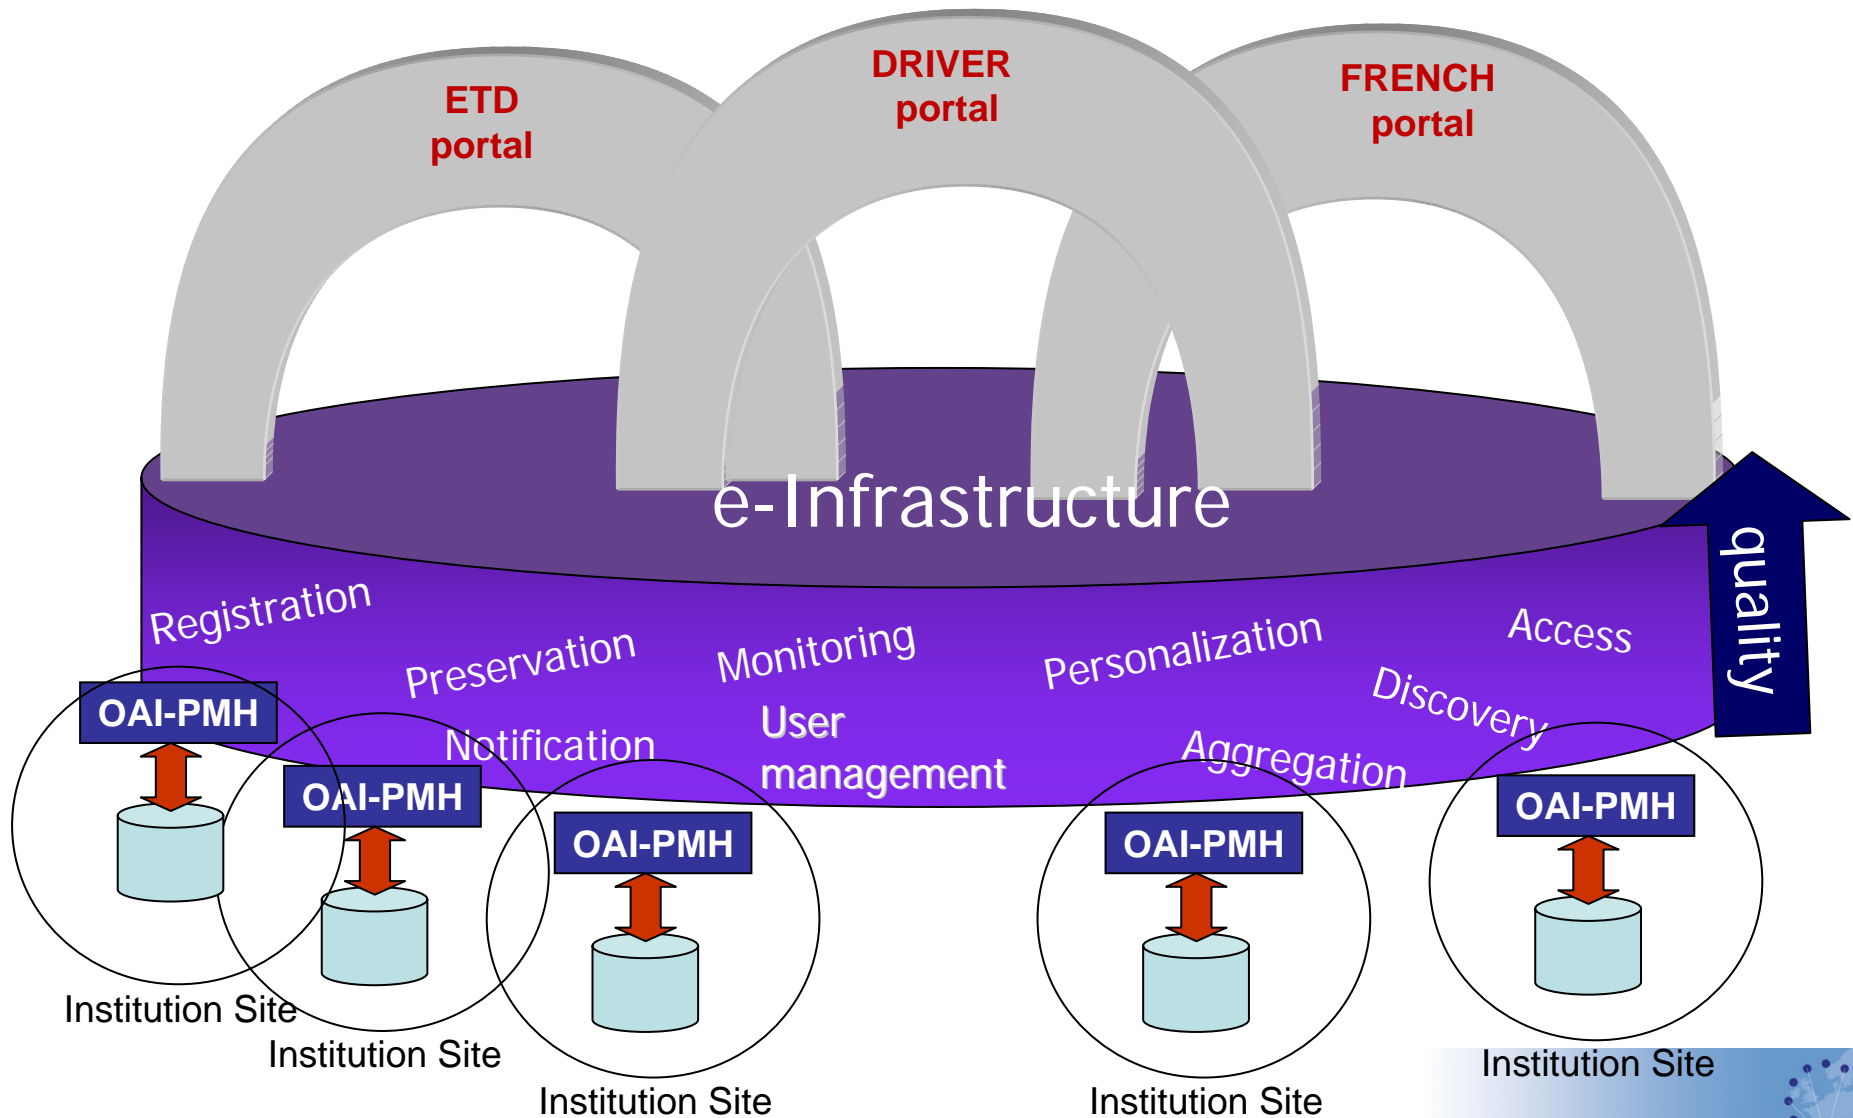 ETD
portal
DRIVER
portal
FRENCH
portal
e-Infrastructure
quality
Registration
Preservation
Monitoring
Personalization
Access
Discovery
Notification
User
management
Aggregation
OAI-PMH
OAI-PMH
OAI-PMH
OAI-PMH
OAI-PMH
Institution Site
Institution Site
Institution Site
Institution Site
Institution Site